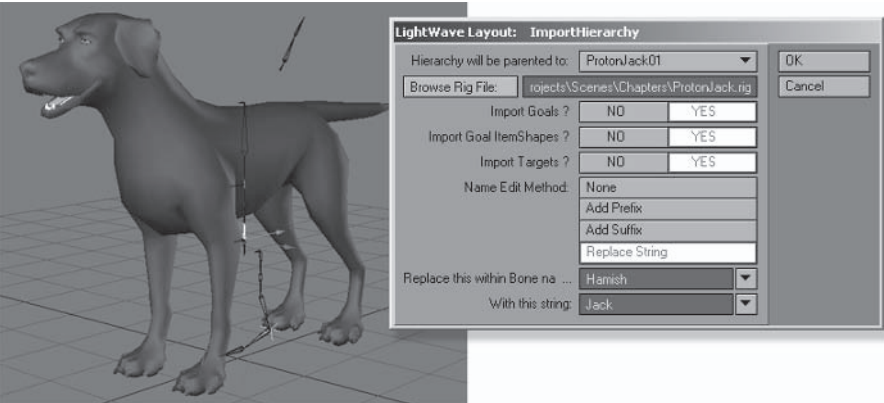 LightWave Layout: ImportHierarchy
Hierarchy will be parented to: ProtonJack01
OK
Browse Rig File: rojects\Scenes\Chapters\ProtonJack.rig
Cancel
Import Goals ? NO YES
Import Goal ItemShapes ? NO YES
Import Targets ? NO YES
Name Edit Method: None
Add Prefix
Add Suffix
Replace String
Replace this within Bone na ... Hamish
With this string: Jack